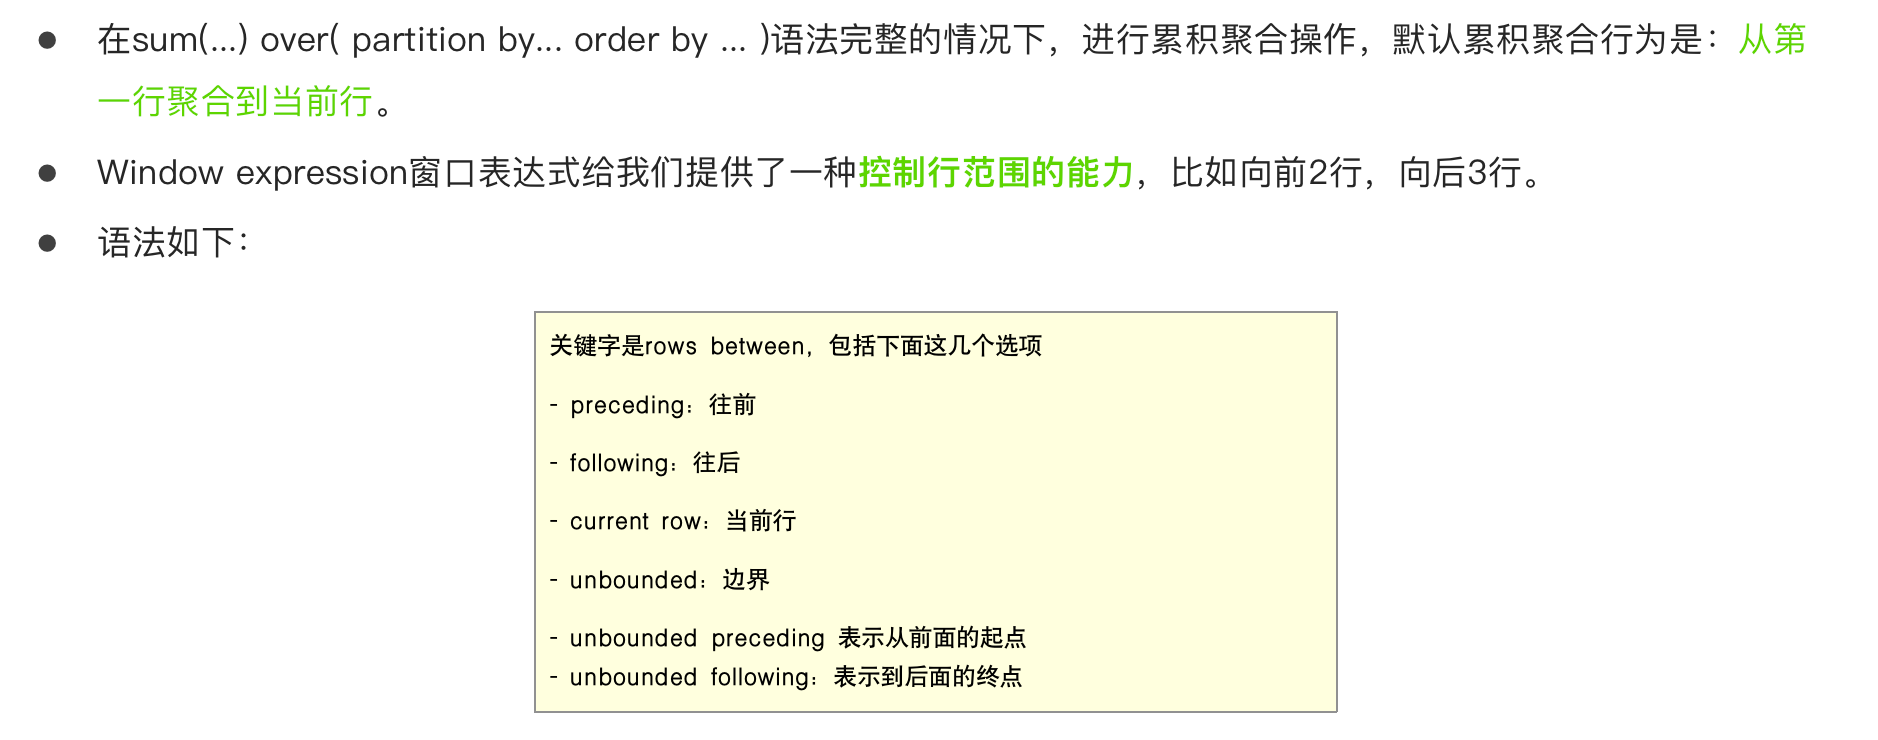 ● 在sum(...) over( partition by... order by ... )语法完整的情况下，进行累积聚合操作，默认累积聚合行为是：从第
一行聚合到当前行。
● Window expression窗口表达式给我们提供了一种控制行范围的能力，比如向前2行，向后3行。
● 语法如下：
关键字是rows between，包括下面这几个选项
- preceding：往前
- following：往后
- current row：当前行
- unbounded：边界
- unbounded preceding 表示从前面的起点
- unbounded following：表示到后面的终点